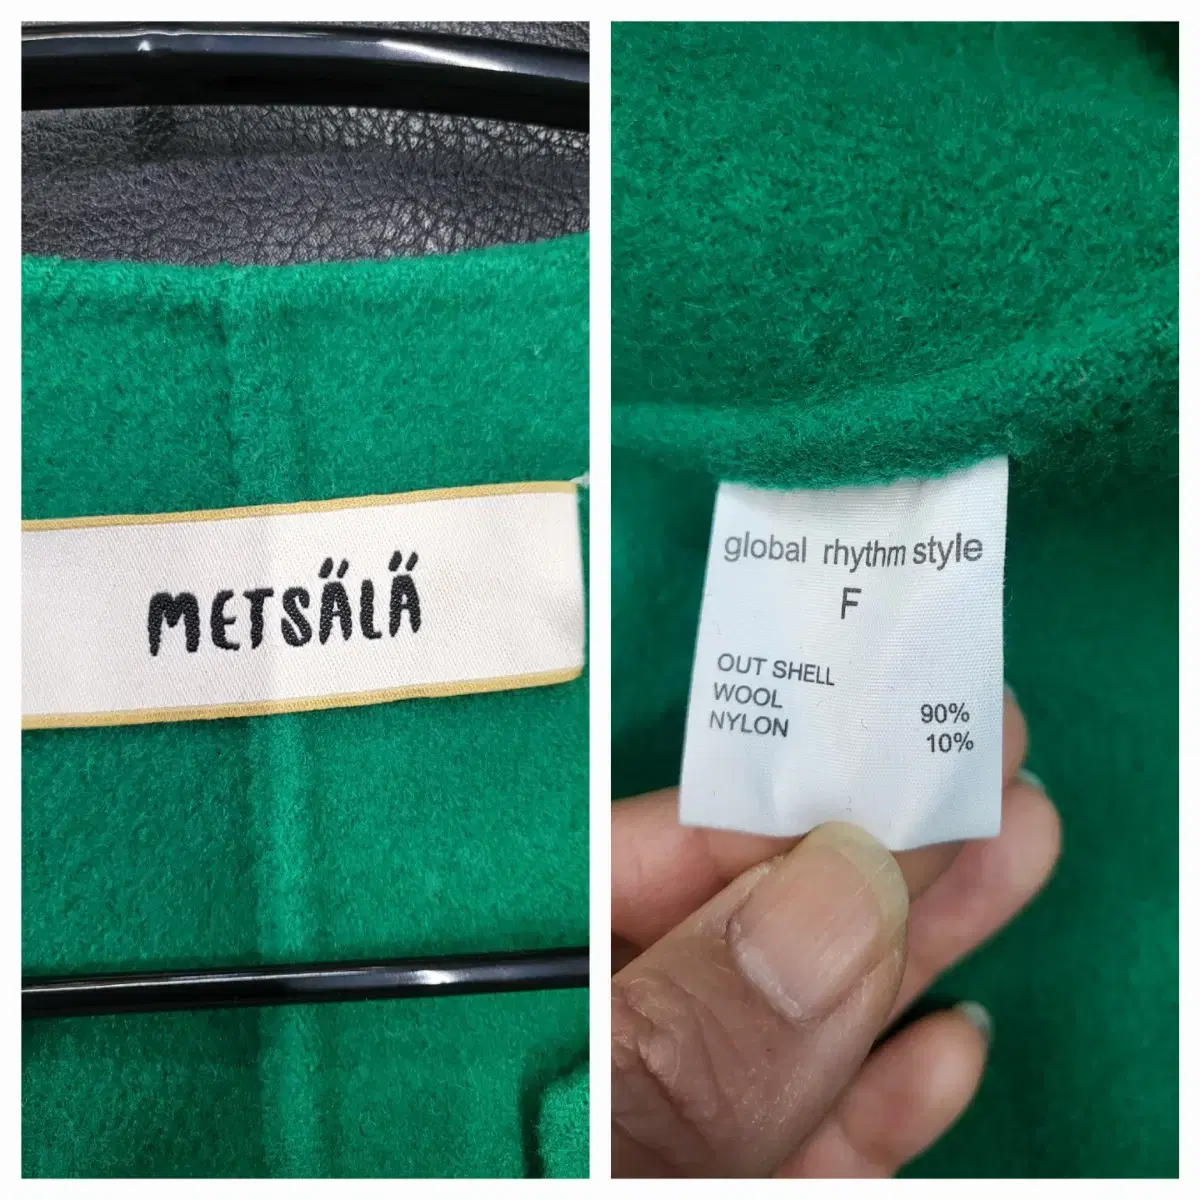 METSÄLÄ
global rhythm style
F
OUT SHELL
WOOL 90%
NYLON 10%